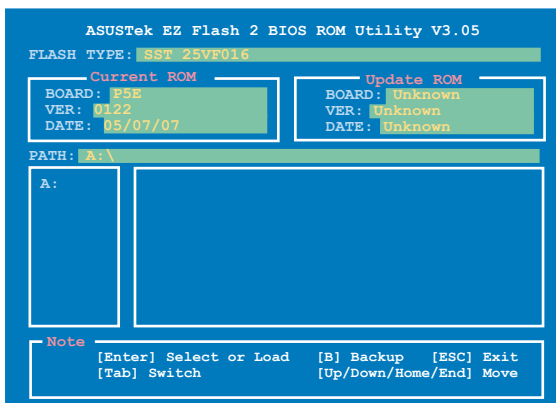 ASUSTek EZ Flash 2 BIOS ROM Utility V3.05
FLASH TYPE: SST 25VF016
Current ROM
BOARD: P5E
VER: 0122
DATE: 05/07/07
Update ROM
BOARD: Unknown
VER: Unknown
DATE: Unknown
PATH: A:\
A:
Note
[Enter] Select or Load [B] Backup [ESC] Exit
[Tab] Switch [Up/Down/Home/End] Move